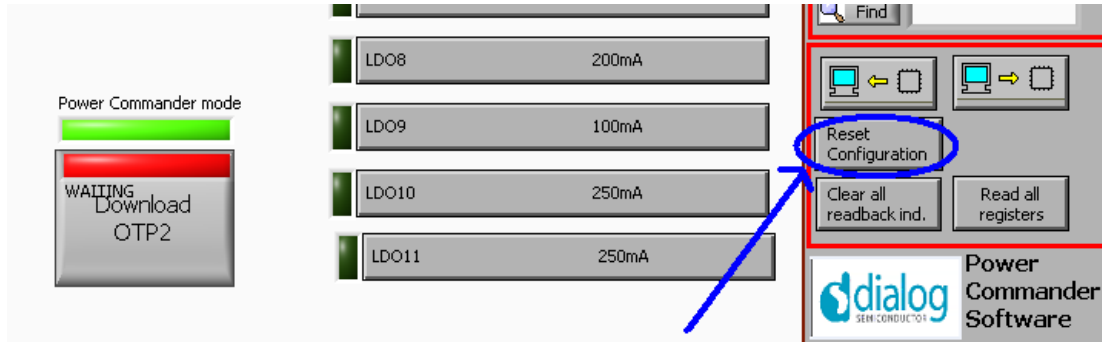 Find
LDO8 200mA
Power Commander mode
LDO9 100mA
Reset
Configuration
WAITING
Download
OTP2
LDO10 250mA
Clear all
readback ind.
Read all
registers
LDO11 250mA
dialog
SEMICONDUCTOR
Power
Commander
Software